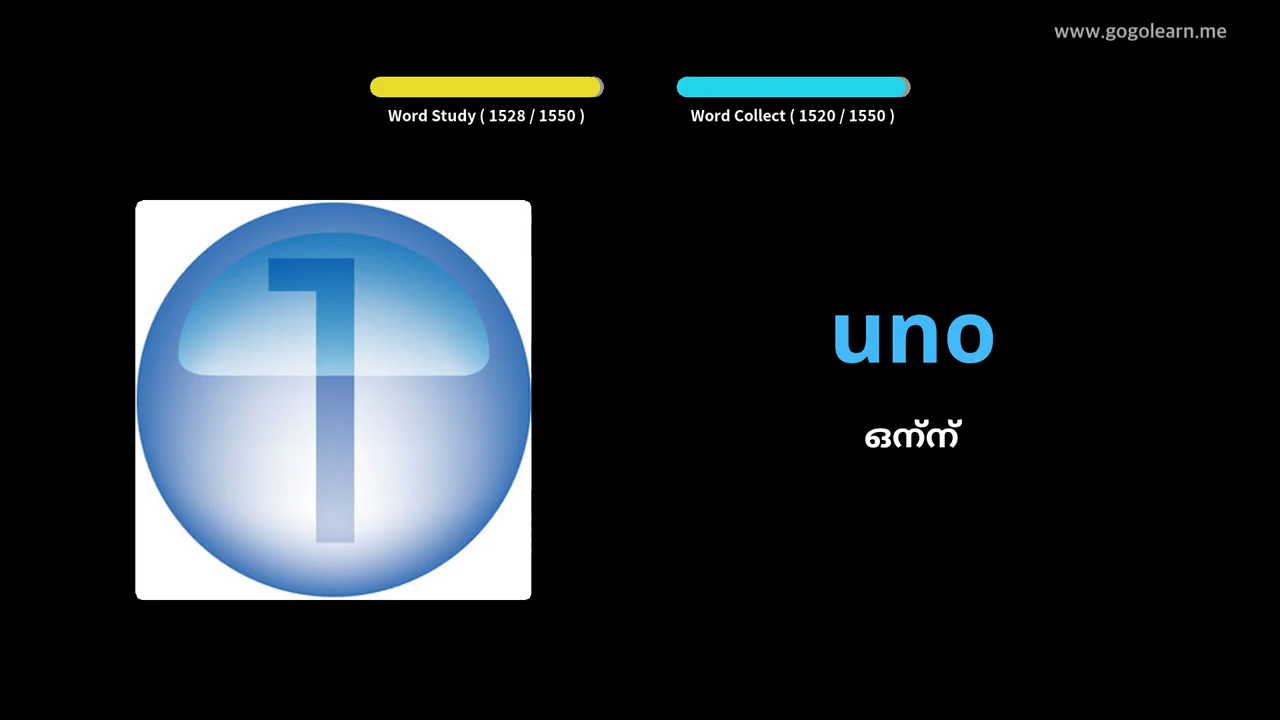 www.gogolearn.me
Word Study ( 1528 / 1550 )
Word Collect ( 1520 / 1550 )
1
uno
ഒന്ന്